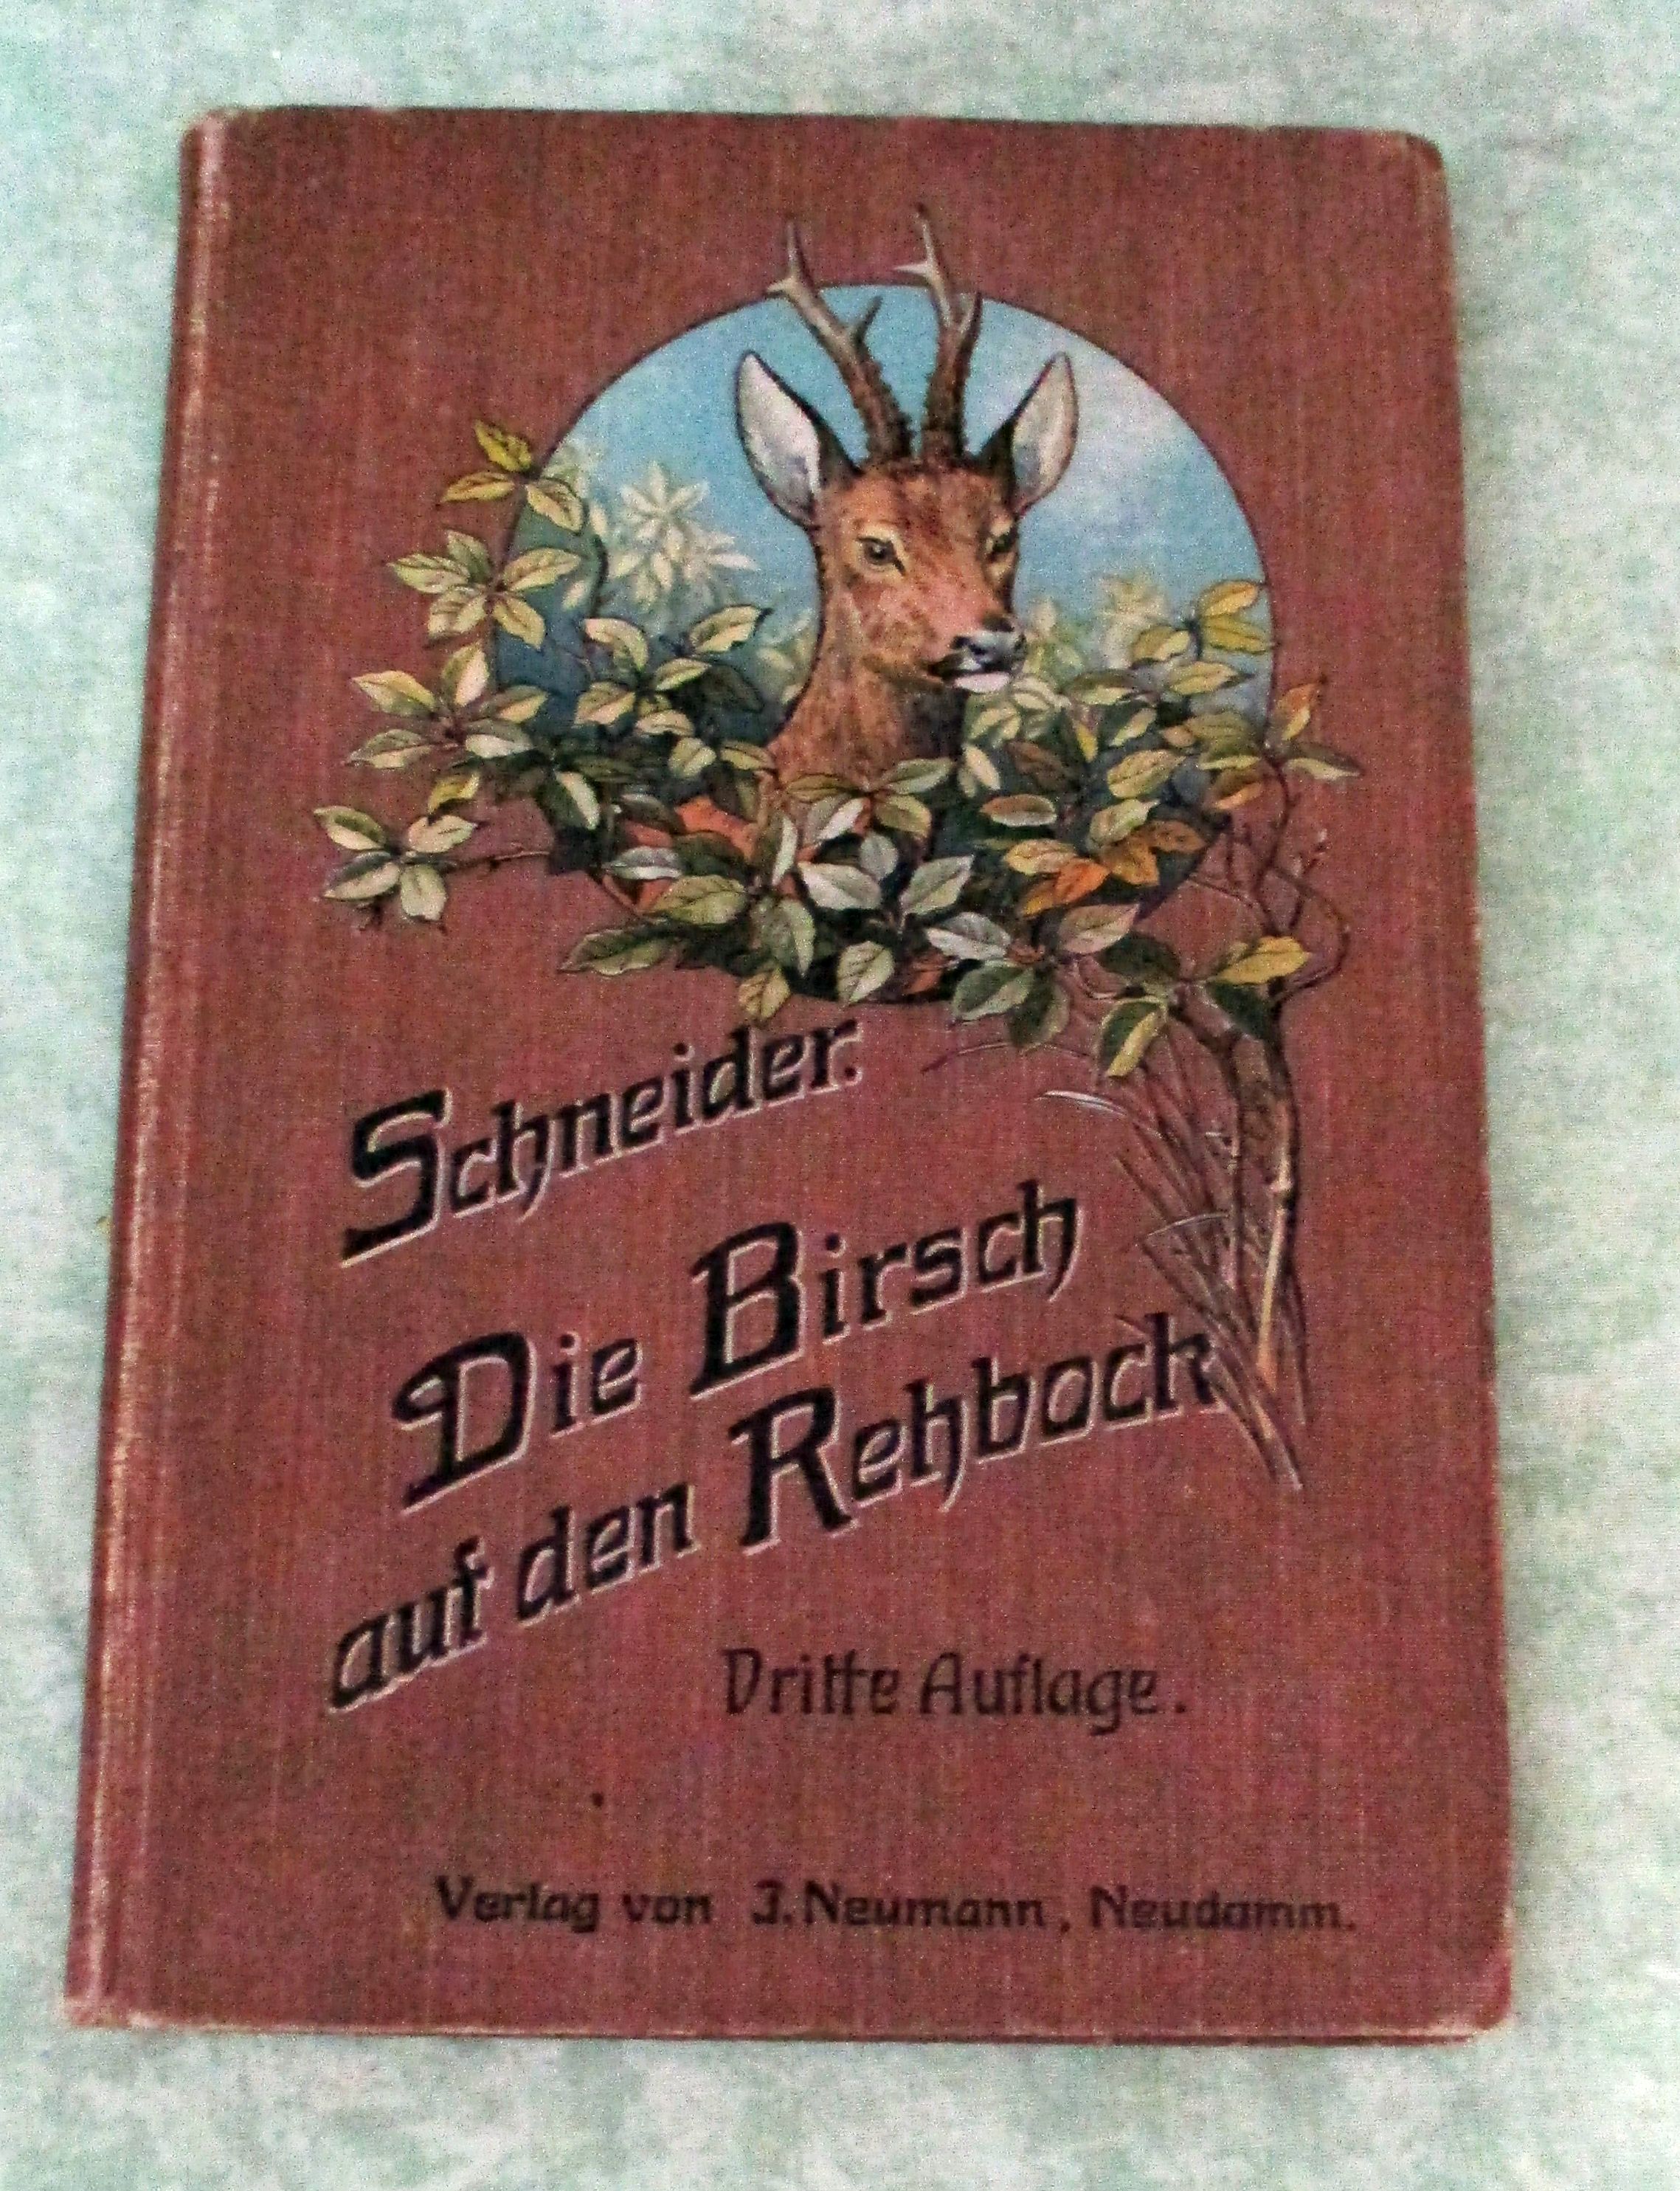 Schneider.
Die Birsch
auf den Rehbock
Dritte Auflage.
Verlag von J. Neumann, Neudamm.